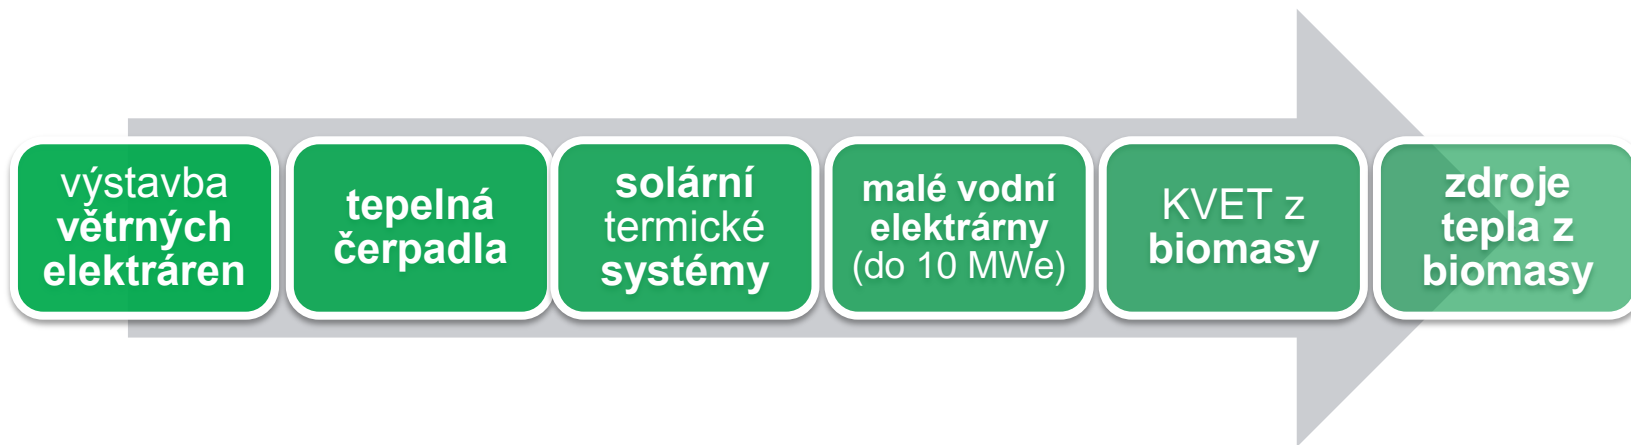 výstavba
větrných
elektráren
tepelná
čerpadla
solární
termické
systémy
malé vodní
elektrárny
(do 10 MWe)
KVET z
biomasy
zdroje
tepla z
biomasy